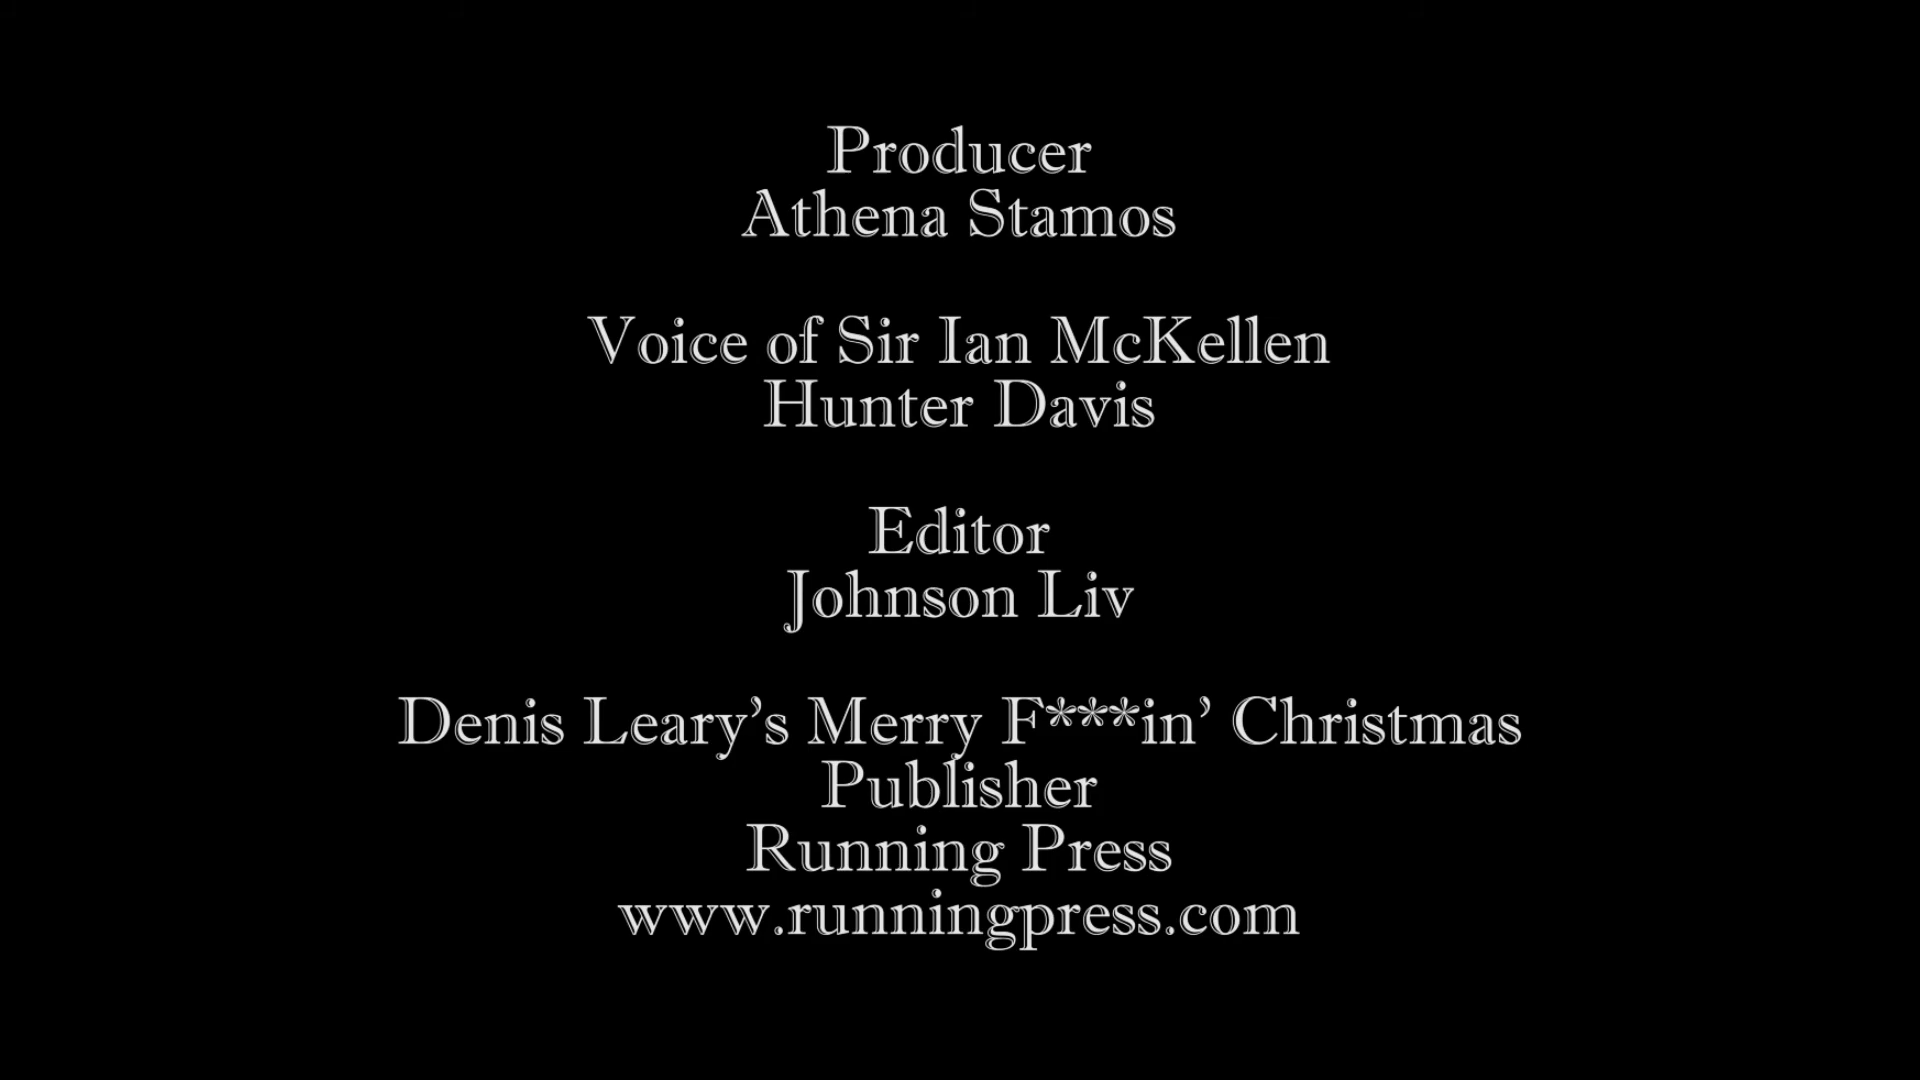 Producer
Athena Stamos
Voice of Sir Ian McKellen
Hunter Davis
Editor
Johnson Liv
Denis Leary’s Merry F***in’ Christmas
Publisher
Running Press
www.runningpress.com